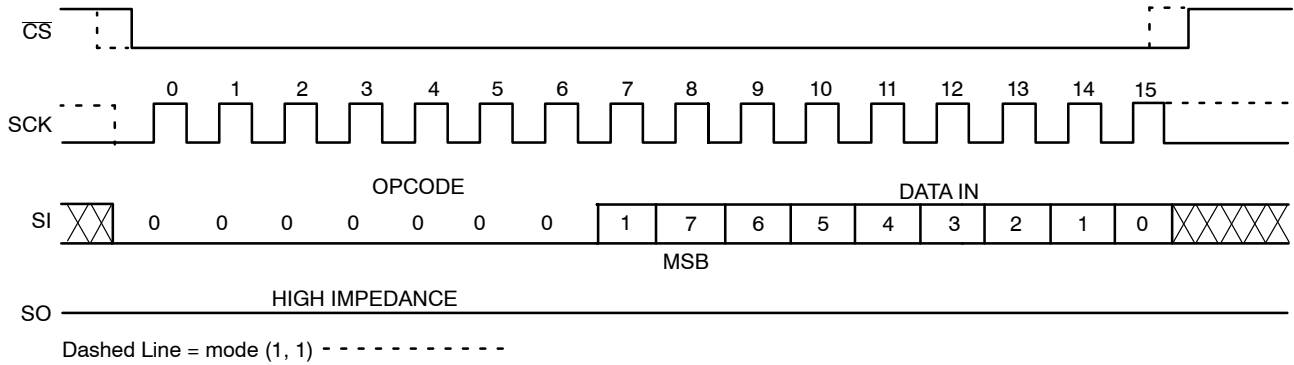 CS
0 1 2 3 4 5 6 7 8 9 10 11 12 13 14 15
SCK
OPCODE DATA IN
SI 0 0 0 0 0 0 0 1 7 6 5 4 3 2 1 0
MSB
HIGH IMPEDANCE
SO
Dashed Line = mode (1, 1)